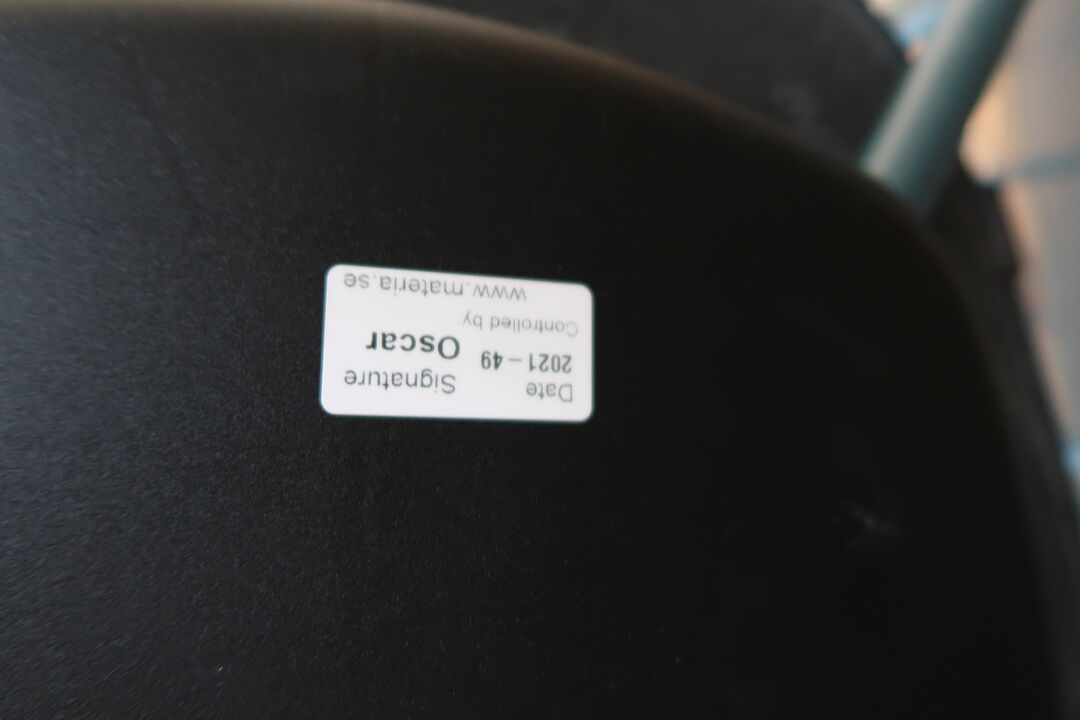 Date Signature
2021-49 Oscar
Controlled by
www.materia.se